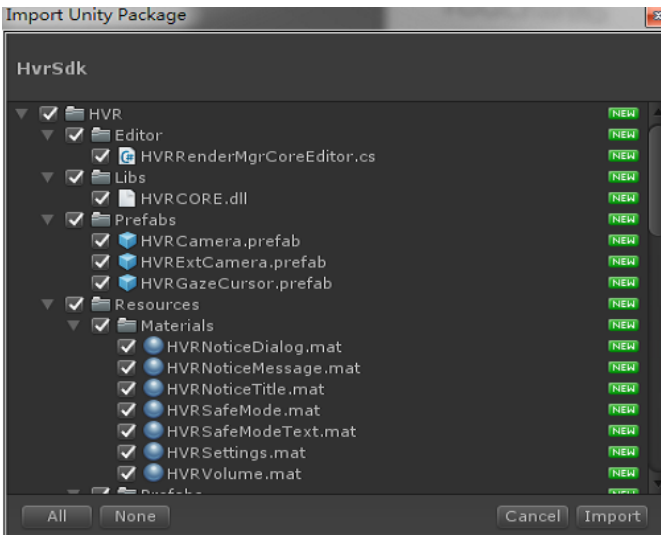 Import Unity Package
HvrSdk
HVR NEW
Editor NEW
HVRRenderMgrCoreEditor.cs NEW
Libs NEW
HVRCORE.dll NEW
Prefabs NEW
HVRCamera.prefab NEW
HVRExtCamera.prefab NEW
HVRGazeCursor.prefab NEW
Resources NEW
Materials NEW
HVRNoticeDialog.mat NEW
HVRNoticeMessage.mat NEW
HVRNoticeTitle.mat NEW
HVRSafeMode.mat NEW
HVRSafeModeText.mat NEW
HVRSettings.mat NEW
HVRVolume.mat NEW
Prefabs NEW
All None Cancel Import